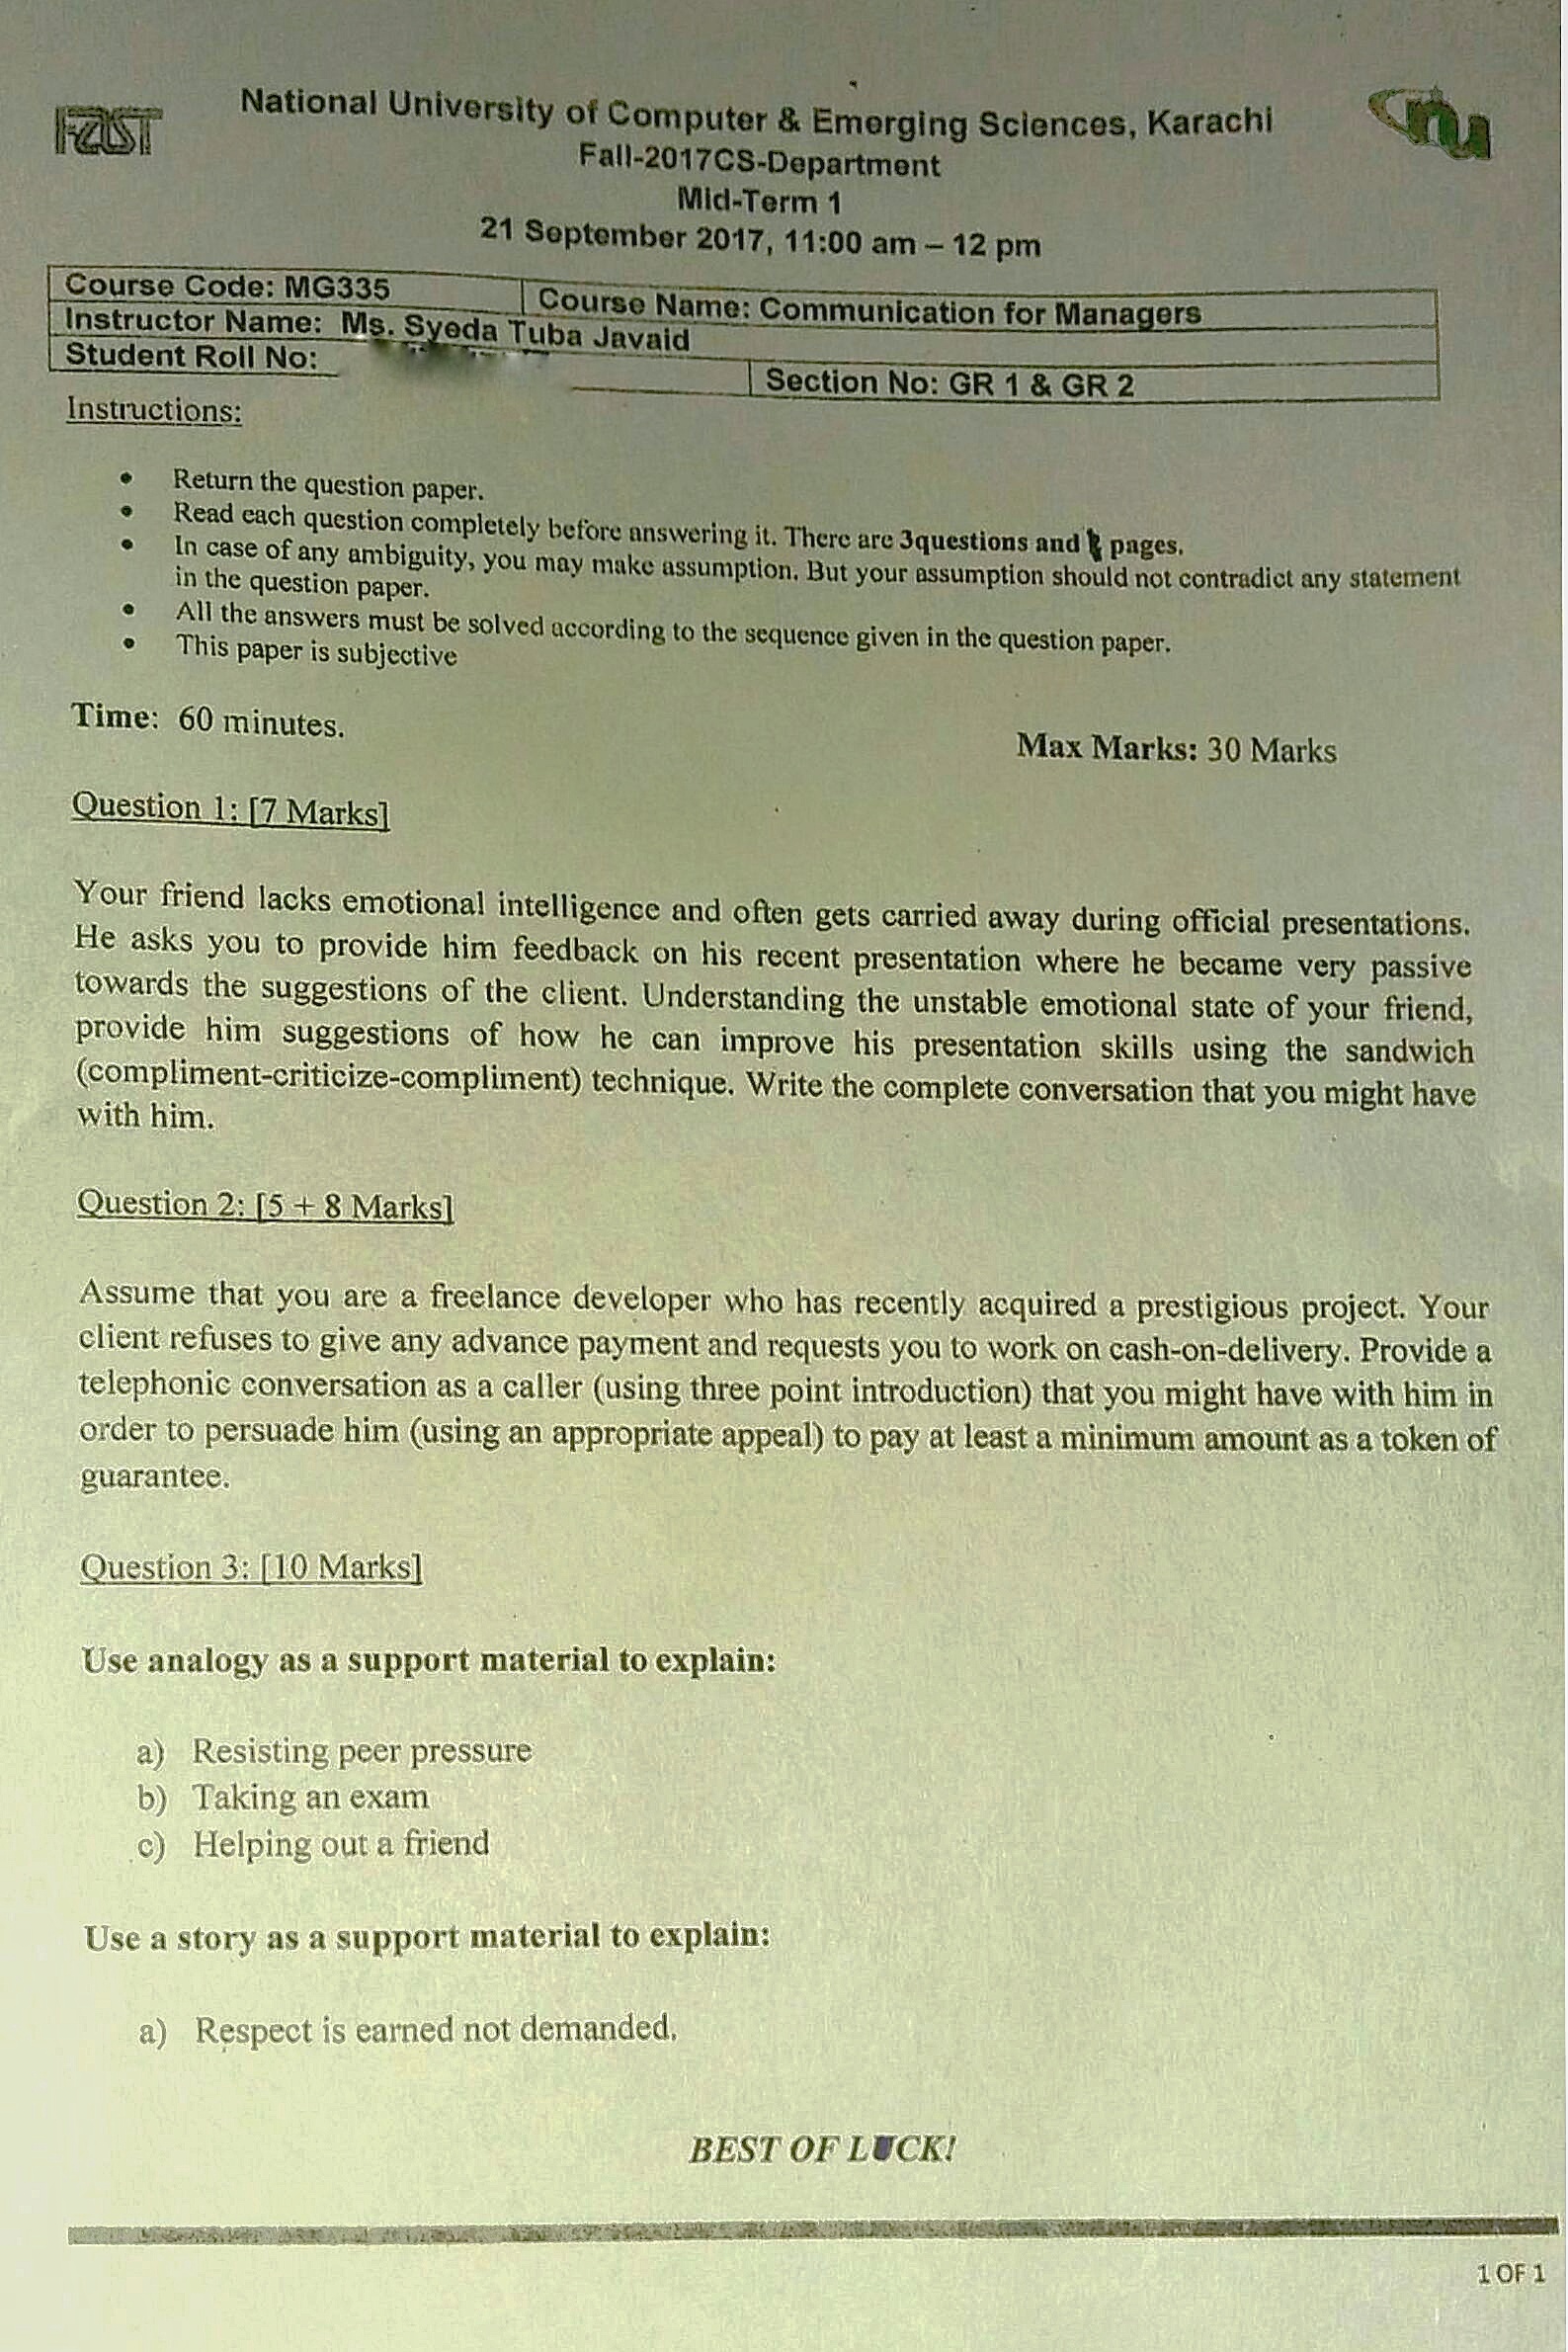 FAST
National University of Computer & Emerging Sciences, Karachi
nu
Fall-2017CS-Department
Mid-Term 1
21 September 2017, 11:00 am – 12 pm
Course Code: MG335 Course Name: Communication for Managers
Instructor Name: Ms. Syeda Tuba Javaid
Student Roll No: Section No: GR 1 & GR 2
Instructions:
• Return the question paper.
• Read each question completely before answering it. There are 3questions and pages.
• In case of any ambiguity, you may make assumption. But your assumption should not contradict any statement
in the question paper.
• All the answers must be solved according to the sequence given in the question paper.
• This paper is subjective
Time: 60 minutes.
Max Marks: 30 Marks
Question 1: [7 Marks]
Your friend lacks emotional intelligence and often gets carried away during official presentations.
He asks you to provide him feedback on his recent presentation where he became very passive
towards the suggestions of the client. Understanding the unstable emotional state of your friend,
provide him suggestions of how he can improve his presentation skills using the sandwich
(compliment-criticize-compliment) technique. Write the complete conversation that you might have
with him.
Question 2: [5 + 8 Marks]
Assume that you are a freelance developer who has recently acquired a prestigious project. Your
client refuses to give any advance payment and requests you to work on cash-on-delivery. Provide a
telephonic conversation as a caller (using three point introduction) that you might have with him in
order to persuade him (using an appropriate appeal) to pay at least a minimum amount as a token of
guarantee.
Question 3: [10 Marks]
Use analogy as a support material to explain:
a) Resisting peer pressure
b) Taking an exam
c) Helping out a friend
Use a story as a support material to explain:
a) Respect is earned not demanded.
BEST OF LUCK!
1 OF 1